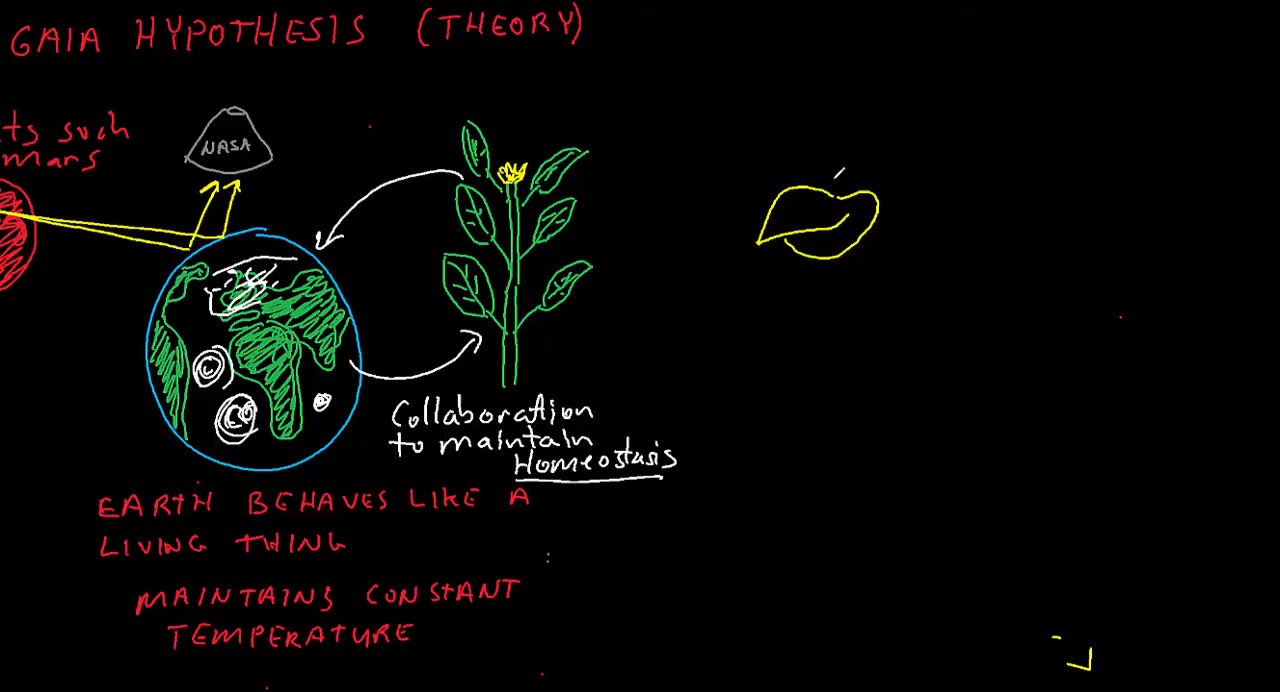 GAIA HYPOTHESIS (THEORY)
ts such
mars
NASA
Collaboration
to maintain
Homeostasis
EARTH BEHAVES LIKE A
LIVING THING
MAINTAINS CONSTANT
TEMPERATURE